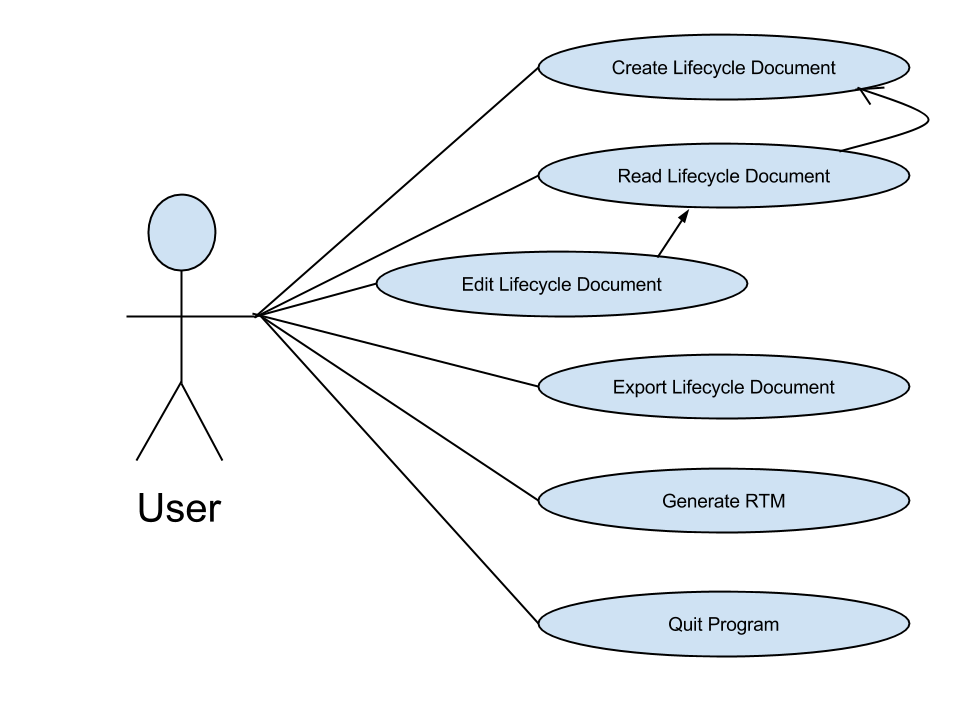 Create Lifecycle Document
Read Lifecycle Document
Edit Lifecycle Document
Export Lifecycle Document
User
Generate RTM
Quit Program